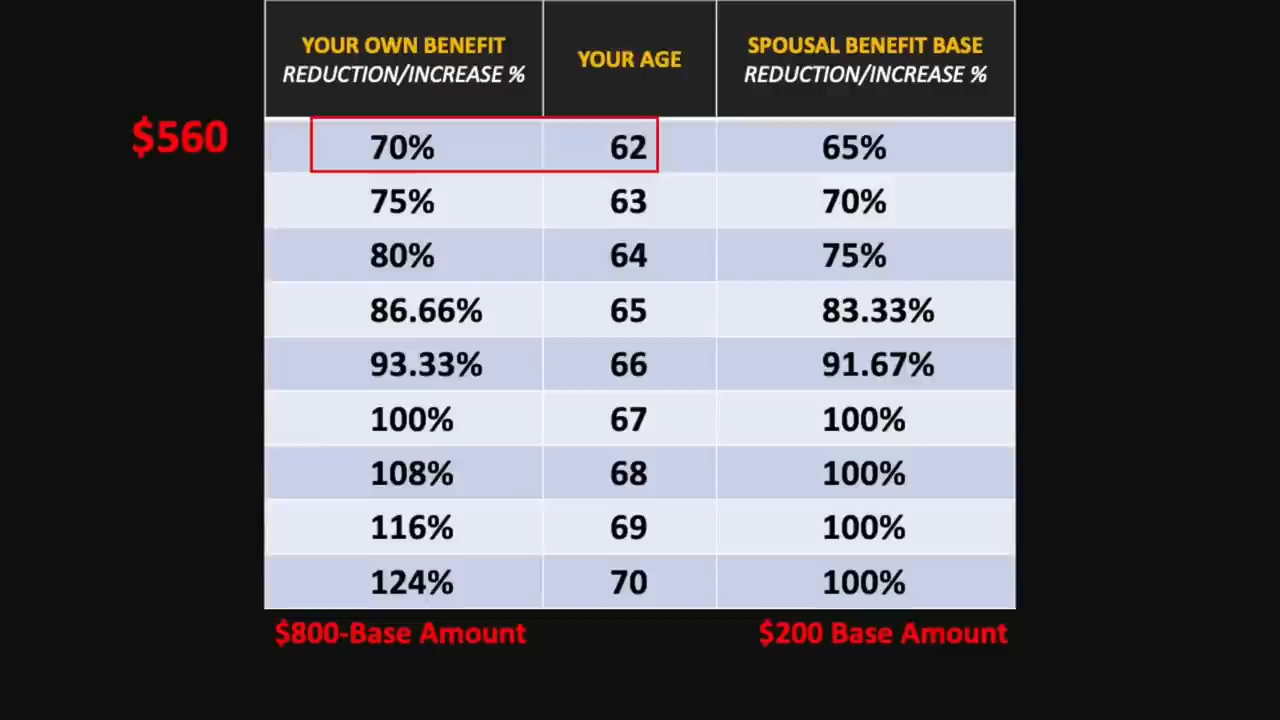 YOUR OWN BENEFIT
REDUCTION/INCREASE %
YOUR AGE
SPOUSAL BENEFIT BASE
REDUCTION/INCREASE %
$560
70% 62 65%
75% 63 70%
80% 64 75%
86.66% 65 83.33%
93.33% 66 91.67%
100% 67 100%
108% 68 100%
116% 69 100%
124% 70 100%
$800-Base Amount
$200 Base Amount